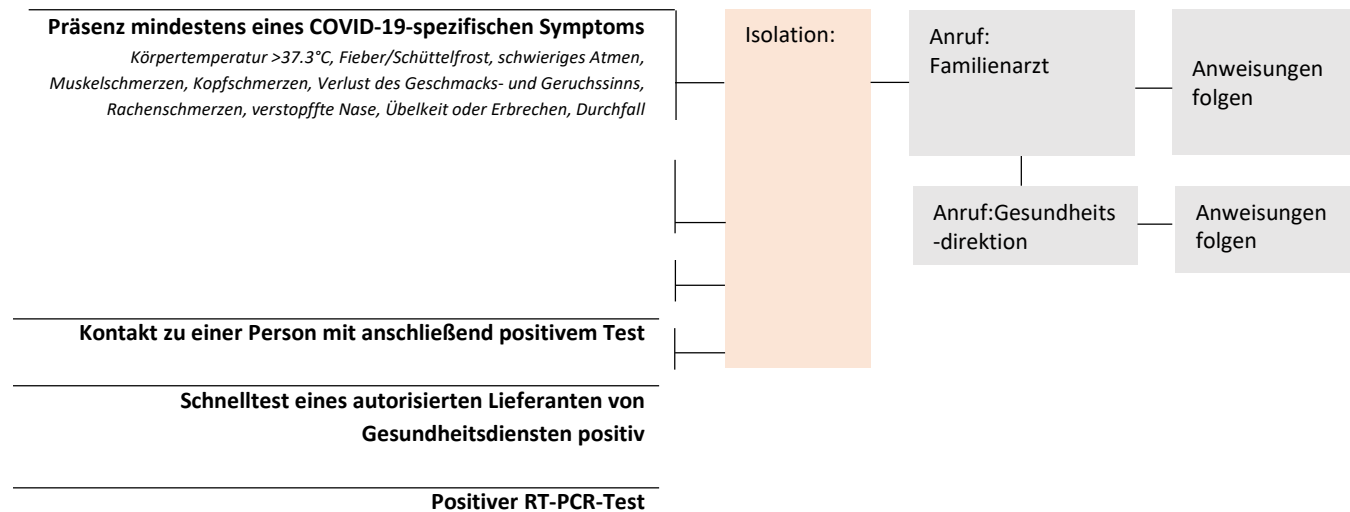 Präsenz mindestens eines COVID-19-spezifischen Symptoms
Körpertemperatur >37.3°C, Fieber/Schüttelfrost, schwieriges Atmen,
Muskelschmerzen, Kopfschmerzen, Verlust des Geschmacks- und Geruchssinns,
Rachenschmerzen, verstopffte Nase, Übelkeit oder Erbrechen, Durchfall
Isolation:
Anruf:
Familienarzt
Anweisungen
folgen
Anruf:Gesundheits
-direktion
Anweisungen
folgen
Kontakt zu einer Person mit anschließend positivem Test
Schnelltest eines autorisierten Lieferanten von
Gesundheitsdiensten positiv
Positiver RT-PCR-Test